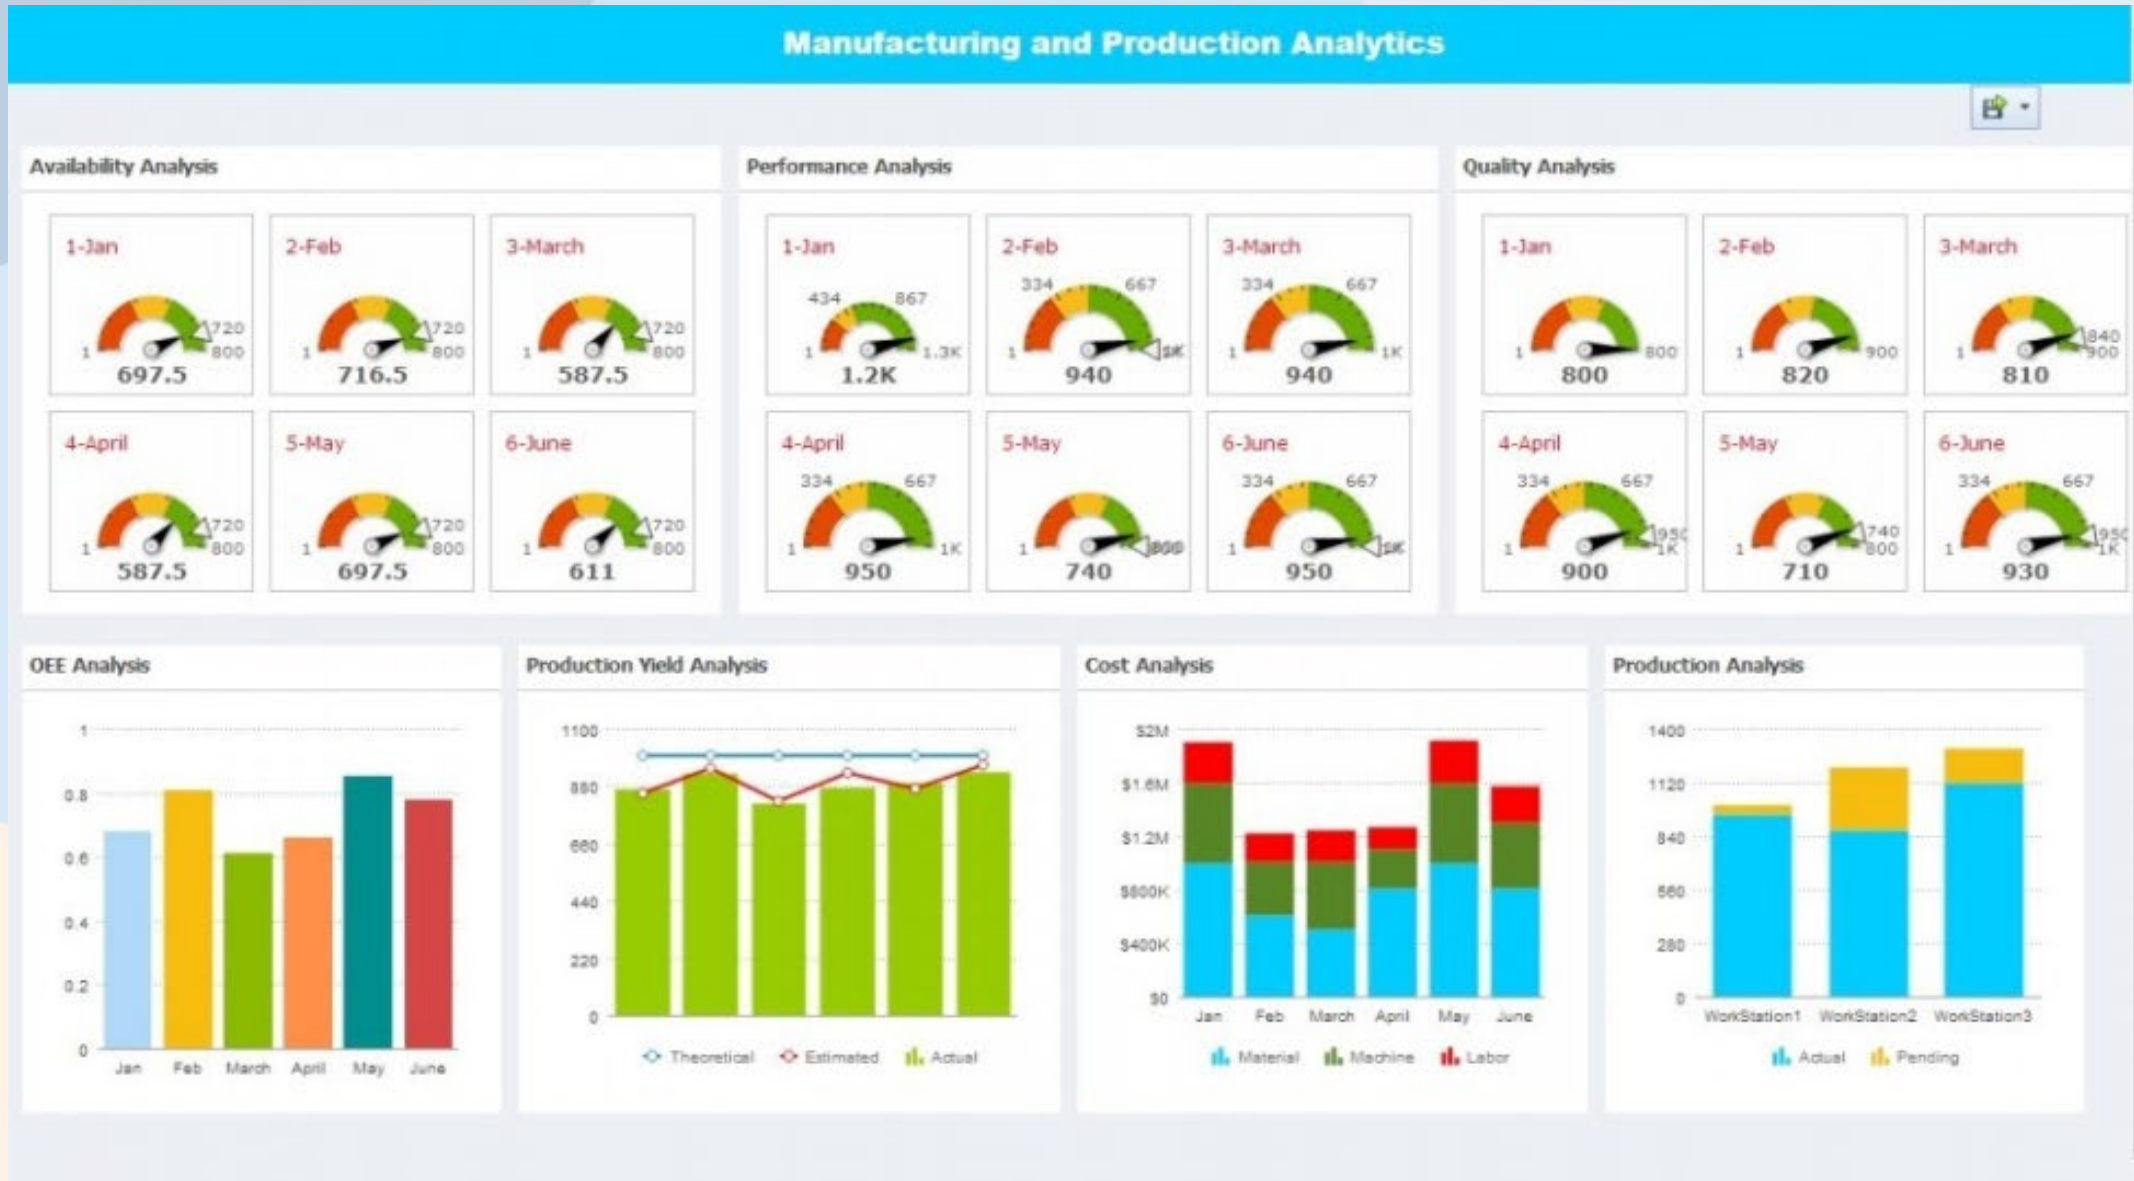 Manufacturing and Production Analytics
Availability Analysis
1-Jan
1
720
800
697.5
2-Feb
1
720
800
716.5
3-March
1
720
800
587.5
4-April
1
720
800
587.5
5-May
1
720
800
697.5
6-June
1
720
800
611
Performance Analysis
1-Jan
434
867
1
1.3K
1.2K
2-Feb
334
667
1
940
3-March
334
667
1
1K
940
4-April
334
667
1
1K
950
5-May
1
740
6-June
334
667
1
950
Quality Analysis
1-Jan
1
800
800
2-Feb
1
900
820
3-March
1
840
900
810
4-April
334
667
1
950
1K
900
5-May
1
740
800
710
6-June
334
667
1
950
1K
930
OEE Analysis
1
0.8
0.6
0.4
0.2
0
Jan Feb March April May June
Production Yield Analysis
1100
880
660
440
220
0
Theoretical Estimated Actual
Cost Analysis
$2M
$1.6M
$1.2M
$800K
$400K
$0
Jan Feb March April May June
Material Machine Labor
Production Analysis
1400
1120
840
560
280
0
WorkStation1 WorkStation2 WorkStation3
Actual Pending